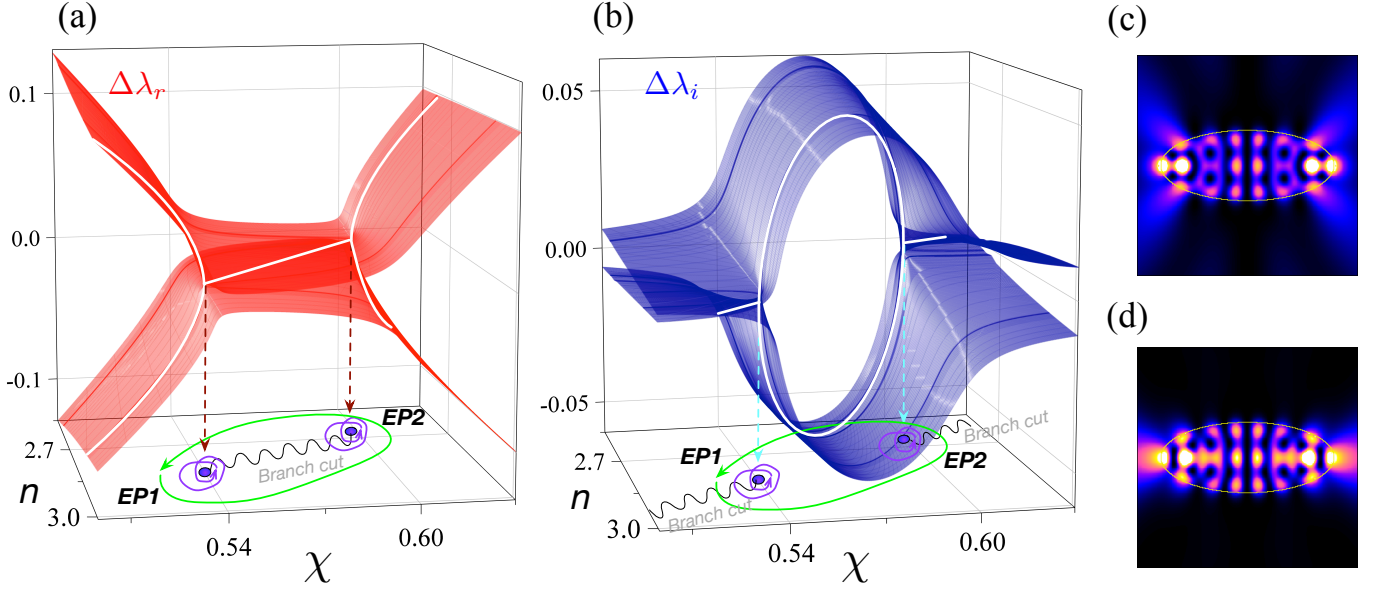 (a)
Δλr
0.1
0.0
-0.1
2.7
n
3.0
EP1
EP2
Branch cut
0.54
0.60
χ
(b)
Δλi
0.05
0.00
-0.05
2.7
n
3.0
EP1
EP2
Branch cut
Branch cut
0.54
0.60
χ
(c)
(d)